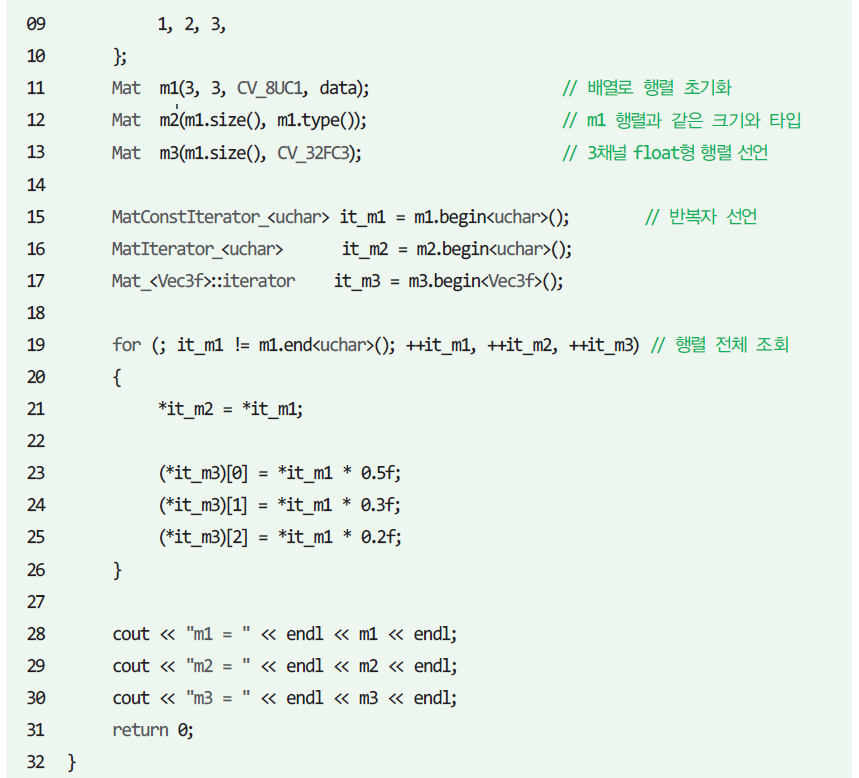 09 1, 2, 3,
10 };
11 Mat m1(3, 3, CV_8UC1, data); // 배열로 행렬 초기화
12 Mat m2(m1.size(), m1.type()); // m1 행렬과 같은 크기와 타입
13 Mat m3(m1.size(), CV_32FC3); // 3채널 float형 행렬 선언
14
15 MatConstIterator_<uchar> it_m1 = m1.begin<uchar>(); // 반복자 선언
16 MatIterator_<uchar> it_m2 = m2.begin<uchar>();
17 Mat_<Vec3f>::iterator it_m3 = m3.begin<Vec3f>();
18
19 for (; it_m1 != m1.end<uchar>(); ++it_m1, ++it_m2, ++it_m3) // 행렬 전체 조회
20 {
21 *it_m2 = *it_m1;
22
23 (*it_m3)[0] = *it_m1 * 0.5f;
24 (*it_m3)[1] = *it_m1 * 0.3f;
25 (*it_m3)[2] = *it_m1 * 0.2f;
26 }
27
28 cout << "m1 = " << endl << m1 << endl;
29 cout << "m2 = " << endl << m2 << endl;
30 cout << "m3 = " << endl << m3 << endl;
31 return 0;
32 }